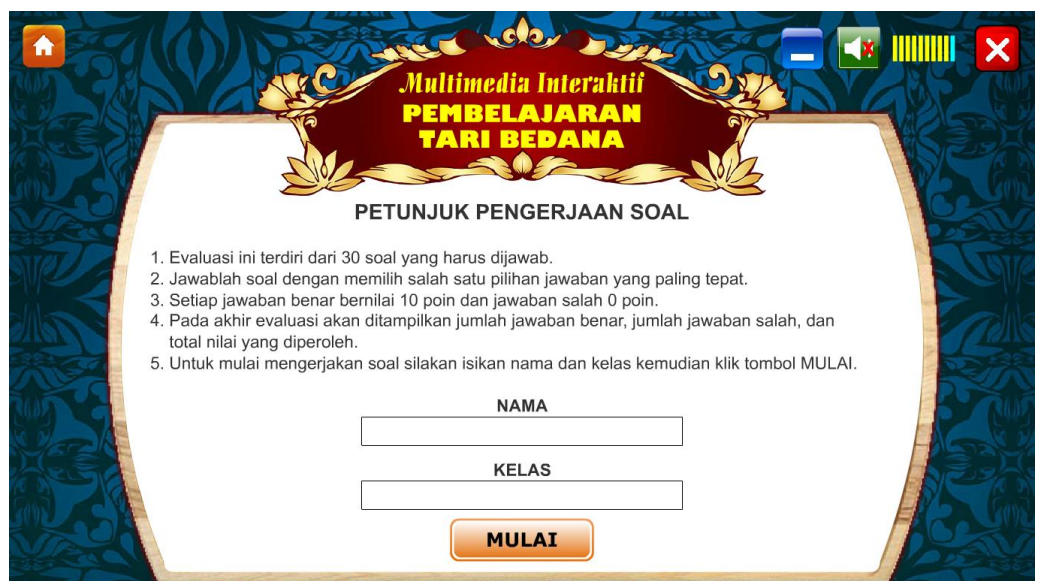 Multimedia Interaktif
PEMBELAJARAN
TARI BEDANA
PETUNJUK PENGERJAAN SOAL
1. Evaluasi ini terdiri dari 30 soal yang harus dijawab.
2. Jawablah soal dengan memilih salah satu pilihan jawaban yang paling tepat.
3. Setiap jawaban benar bernilai 10 poin dan jawaban salah 0 poin.
4. Pada akhir evaluasi akan ditampilkan jumlah jawaban benar, jumlah jawaban salah, dan
total nilai yang diperoleh.
5. Untuk mulai mengerjakan soal silakan isikan nama dan kelas kemudian klik tombol MULAI.
NAMA
KELAS
MULAI